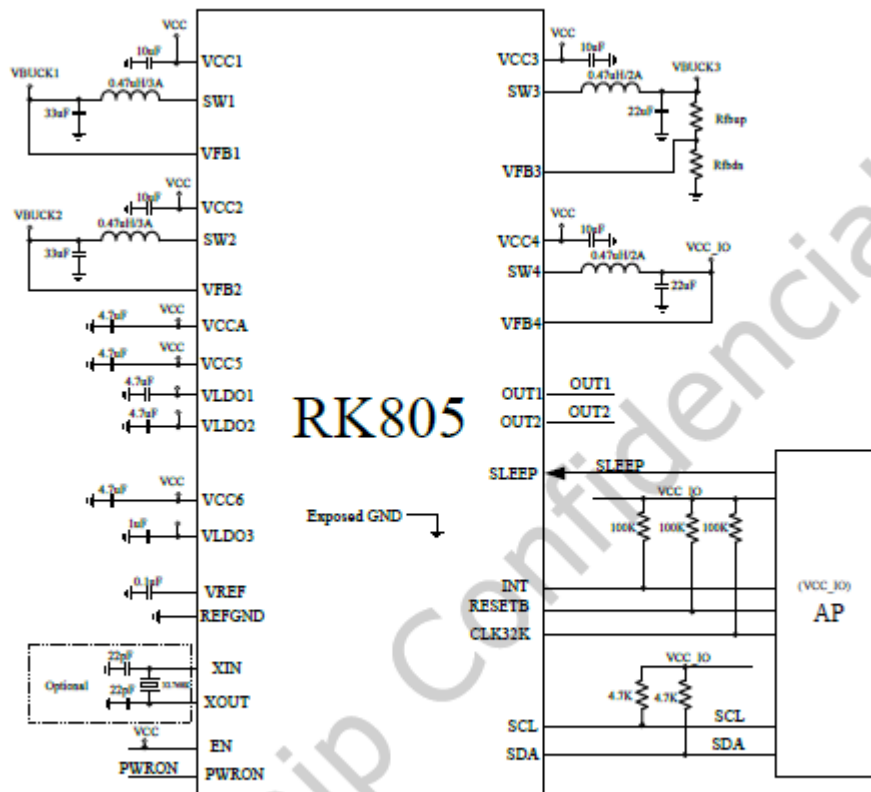 VCC
10uF
VCC1
VBUCK1
0.47uH/3A
SW1
33uF
VFB1
VCC
10uF
VCC2
VBUCK2
0.47uH/3A
SW2
33uF
VFB2
4.7uF
VCC
VCCA
4.7uF
VCC
VCC5
4.7uF
VLDO1
4.7uF
VLDO2
4.7uF
VCC
VCC6
1uF
VLDO3
0.1uF
VREF
REFGND
22pF
XIN
Optional
22pF
XOUT
VCC
EN
PWRON
PWRON
RK805
Exposed GND
VCC
10uF
VCC3
0.47uH/2A
VBUCK3
SW3
22uF
Rfbup
VFB3
Rfbdn
VCC
10uF
VCC4
0.47uH/2A
VCC_IO
SW4
22uF
VFB4
OUT1
OUT1
OUT2
OUT2
SLEEP
SLEEP
VCC_IO
100K
100K
100K
INT
RESETB
CLK32K
(VCC_IO)
AP
VCC_IO
4.7K
4.7K
SCL
SCL
SDA
SDA
ip Confidencial